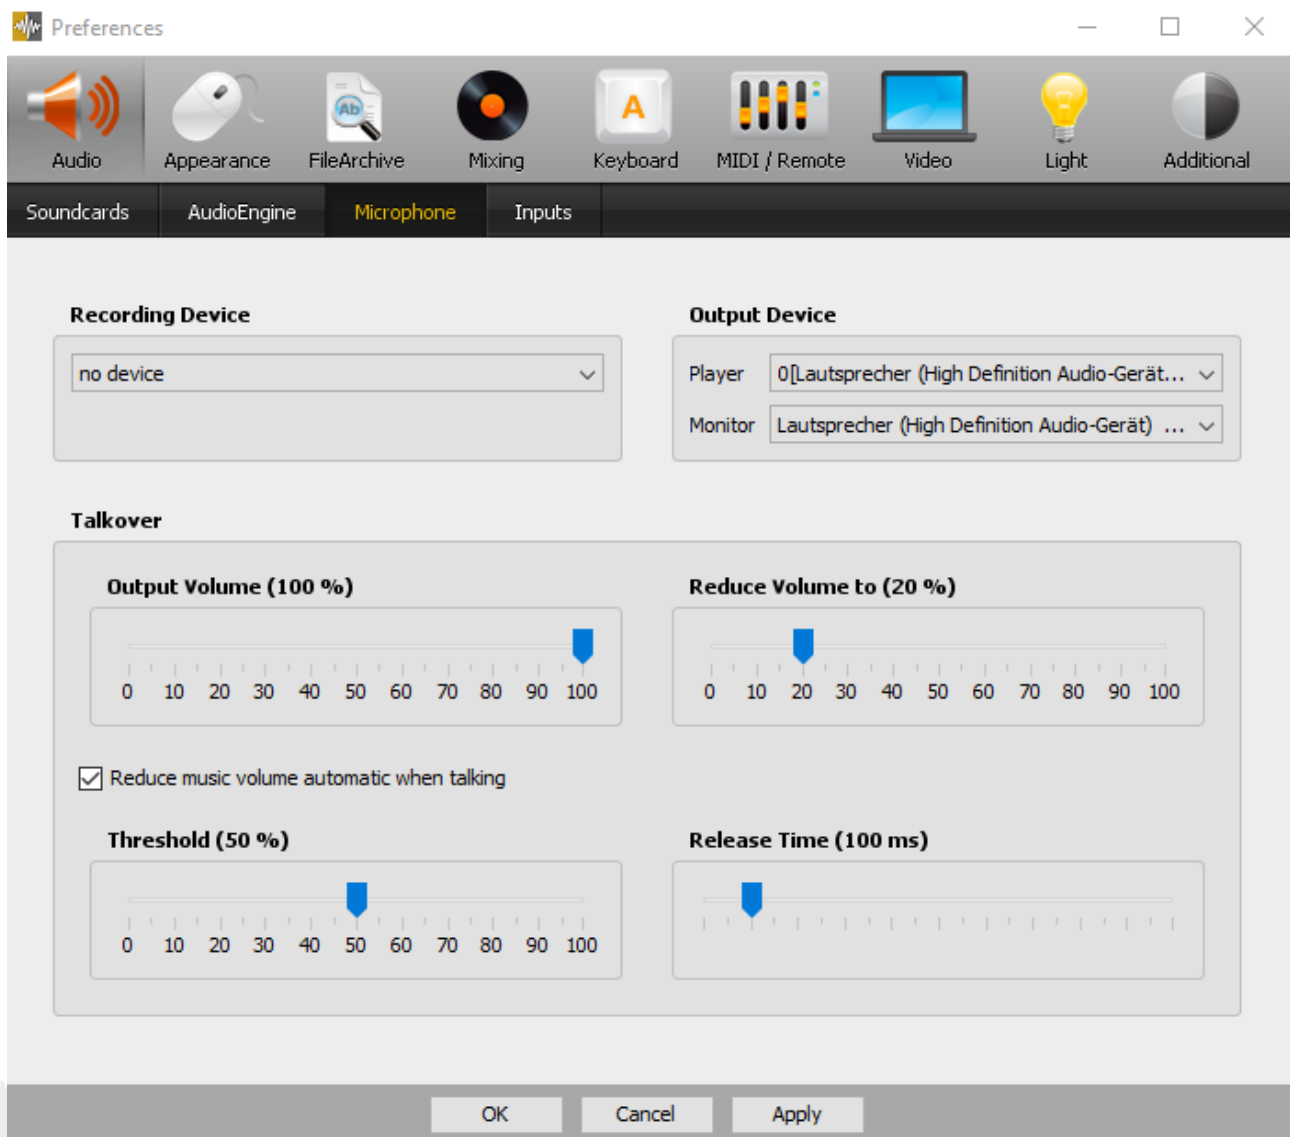 Preferences
Ab
A
Audio Appearance FileArchive Mixing Keyboard MIDI / Remote Video Light Additional
Soundcards AudioEngine Microphone Inputs
Recording Device Output Device
no device Player 0[Lautsprecher (High Definition Audio-Gerät...
Monitor Lautsprecher (High Definition Audio-Gerät) ...
Talkover
Output Volume (100 %) Reduce Volume to (20 %)
0 10 20 30 40 50 60 70 80 90 100 0 10 20 30 40 50 60 70 80 90 100
Reduce music volume automatic when talking
Threshold (50 %) Release Time (100 ms)
0 10 20 30 40 50 60 70 80 90 100
OK Cancel Apply